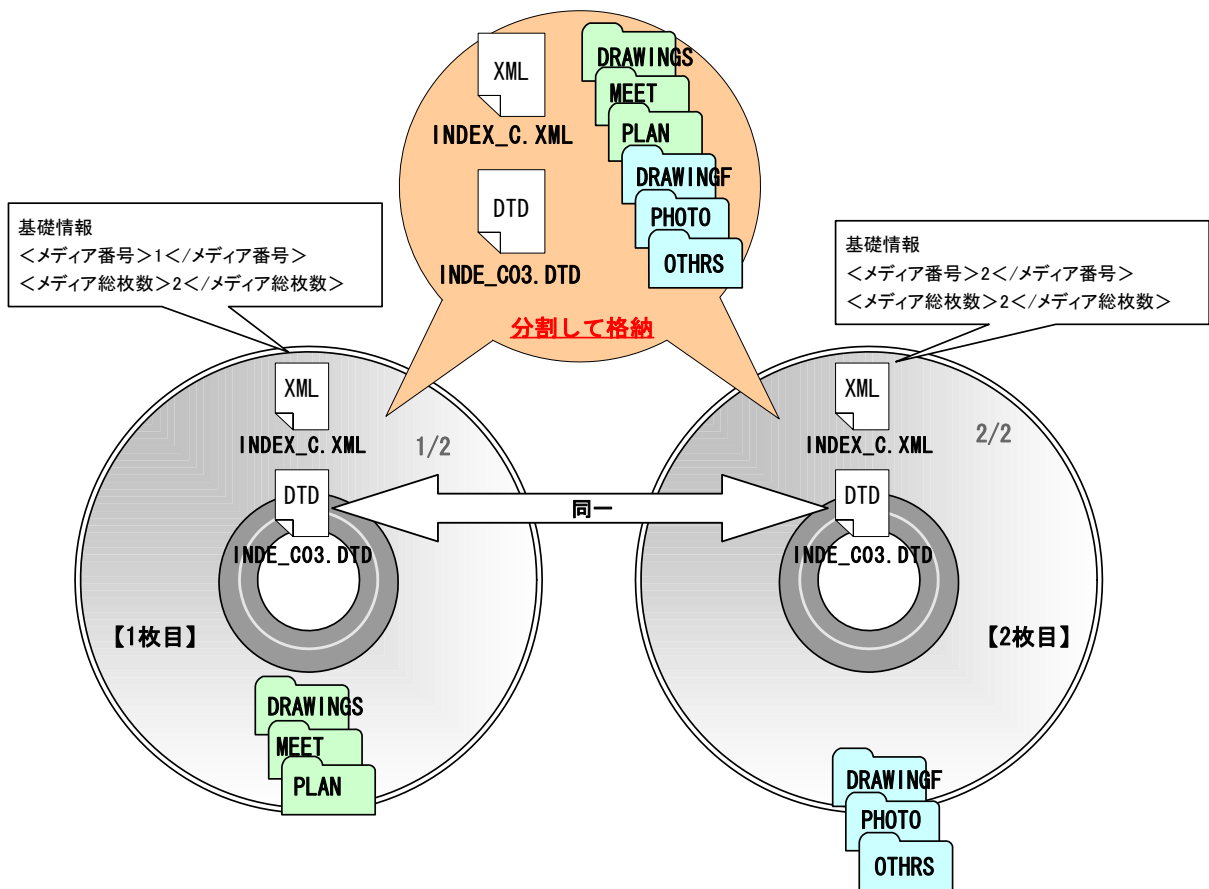 XML
INDEX_C.XML
DTD
INDE_C03.DTD
DRAWINGS
MEET
PLAN
DRAWINGF
PHOTO
OTHRS
分割して格納
基礎情報
<メディア番号>1</メディア番号>
<メディア総枚数>2</メディア総枚数>
基礎情報
<メディア番号>2</メディア番号>
<メディア総枚数>2</メディア総枚数>
XML
INDEX_C.XML
1/2
DTD
INDE_C03.DTD
【1枚目】
DRAWINGS
MEET
PLAN
同一
XML
INDEX_C.XML
2/2
DTD
INDE_C03.DTD
【2枚目】
DRAWINGF
PHOTO
OTHRS